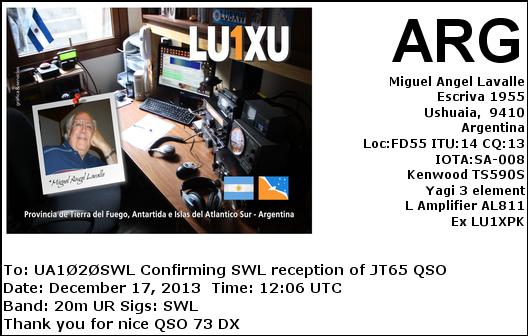 LU1XU
Miguel Angel Lavalle
Provincia de Tierra del Fuego, Antartida e Islas del Atlantico Sur - Argentina
ARG
Miguel Angel Lavalle
Escriva 1955
Ushuaia, 9410
Argentina
Loc:FD55 ITU:14 CQ:13
IOTA:SA-008
Kenwood TS590S
Yagi 3 element
L Amplifier AL811
Ex LU1XPK
To: UA1Ø2ØSWL Confirming SWL reception of JT65 QSO
Date: December 17, 2013 Time: 12:06 UTC
Band: 20m UR Sigs: SWL
Thank you for nice QSO 73 DX